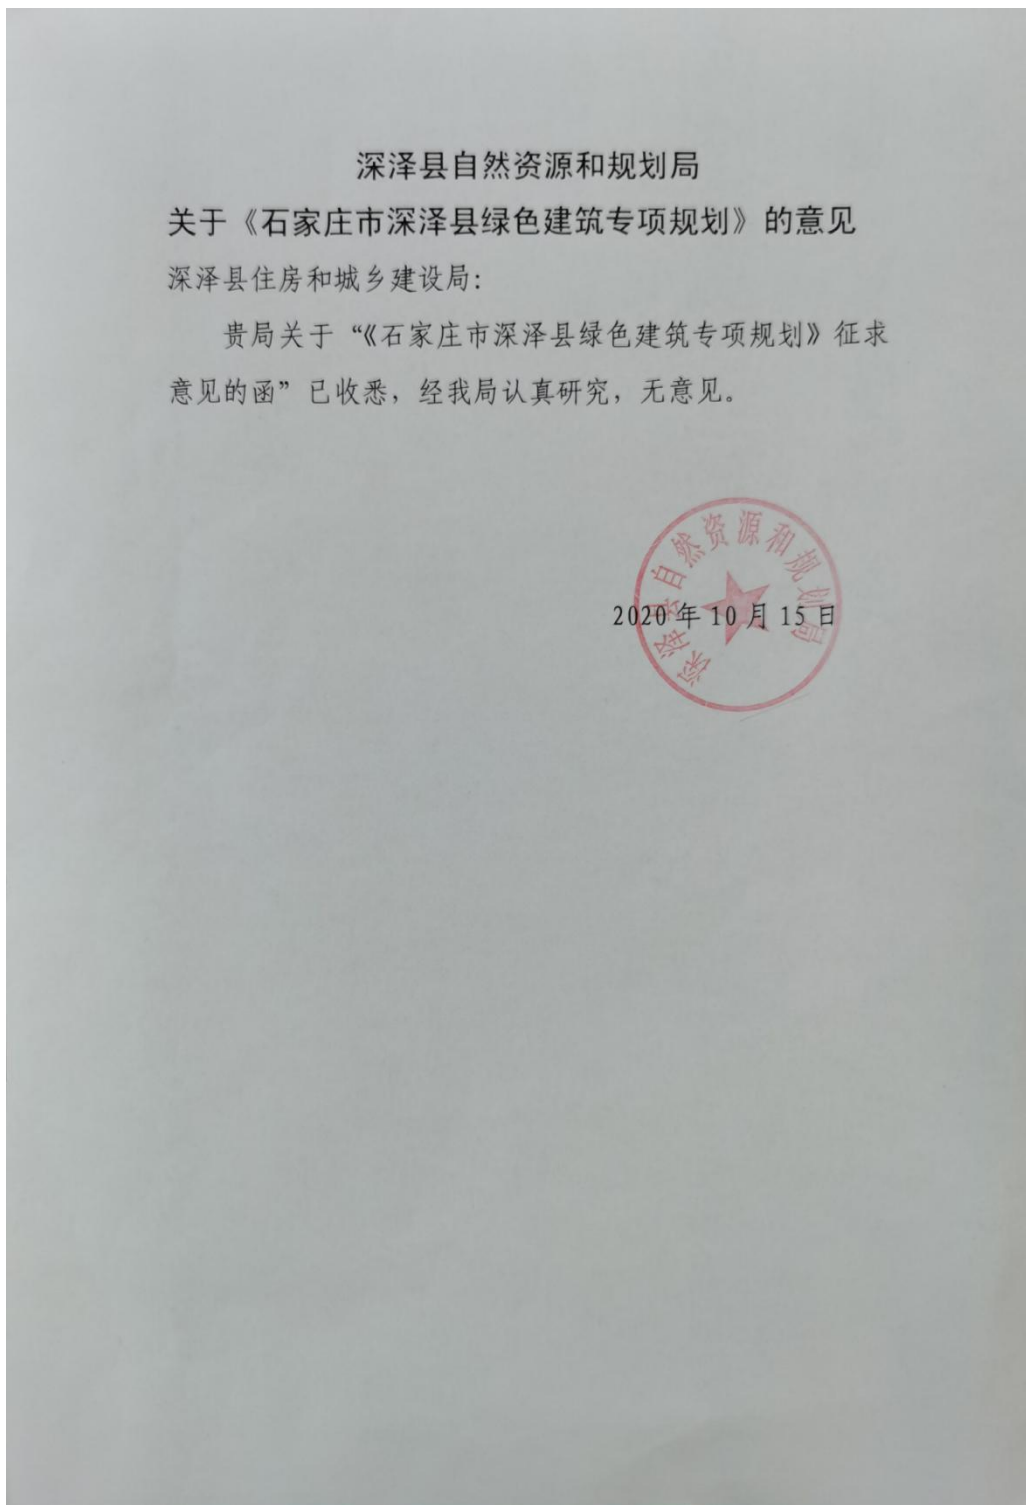 深泽县自然资源和规划局
关于《石家庄市深泽县绿色建筑专项规划》的意见
深泽县住房和城乡建设局：
贵局关于“《石家庄市深泽县绿色建筑专项规划》征求
意见的函”已收悉，经我局认真研究，无意见。
深泽县自然资源和规划局
2020年10月15日